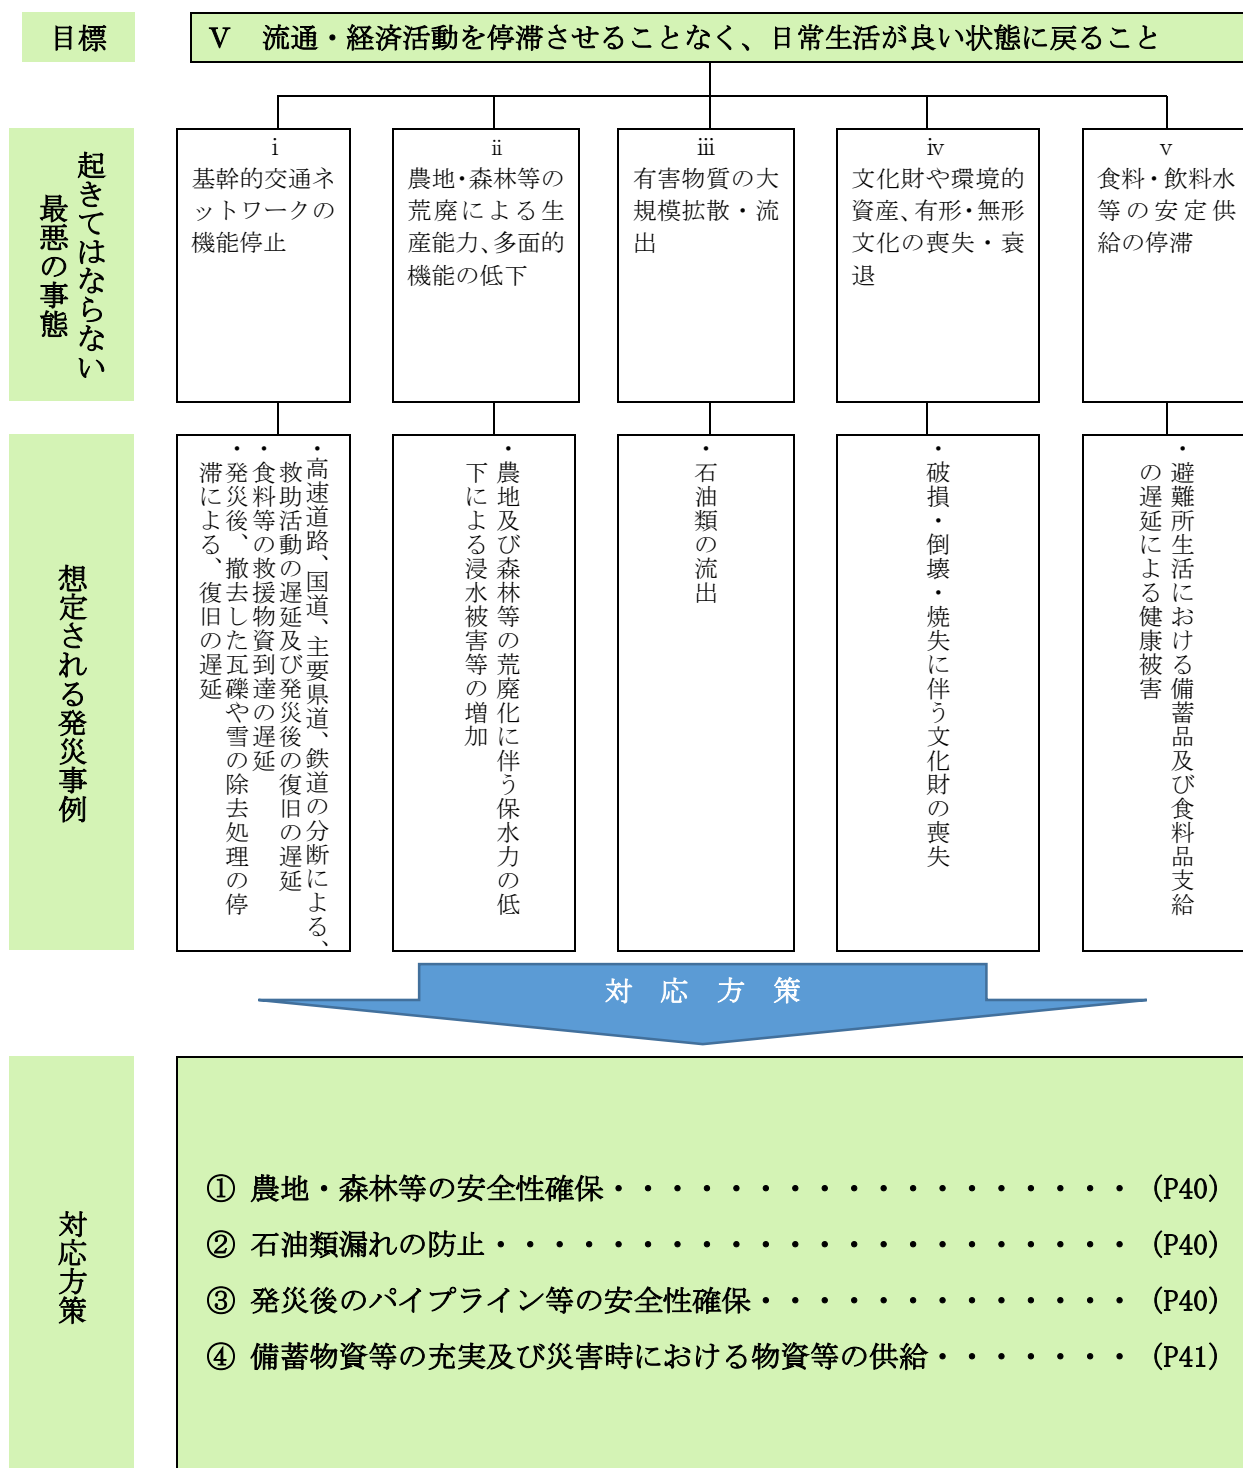 目標
Ⅴ　流通・経済活動を停滞させることなく、日常生活が良い状態に戻ること
起きてはならない
最悪の事態
ⅰ
基幹的交通ネ
ットワークの
機能停止
ⅱ
農地・森林等の
荒廃による生
産能力、多面的
機能の低下
ⅲ
有害物質の大
規模拡散・流
出
ⅳ
文化財や環境的
資産、有形・無形
文化の喪失・衰
退
ⅴ
食料・飲料水
等の安定供
給の停滞
想定される発災事例
・高速道路、国道、主要県道、鉄道の分断による、
救助活動の遅延及び発災後の復旧の遅延
・食料等の救援物資到達の遅延
・発災後、撤去した瓦礫や雪の除去処理の停
滞による、復旧の遅延
・農地及び森林等の荒廃化に伴う保水力の低
下による浸水被害等の増加
・石油類の流出
・破損・倒壊・焼失に伴う文化財の喪失
・避難所生活における備蓄品及び食料品支給
の遅延による健康被害
対　応　方　策
対応方策
① 農地・森林等の安全性確保・・・・・・・・・・・・・・・・・・ (P40)
② 石油類漏れの防止・・・・・・・・・・・・・・・・・・・・・・ (P40)
③ 発災後のパイプライン等の安全性確保・・・・・・・・・・・・・ (P40)
④ 備蓄物資等の充実及び災害時における物資等の供給・・・・・・・ (P41)